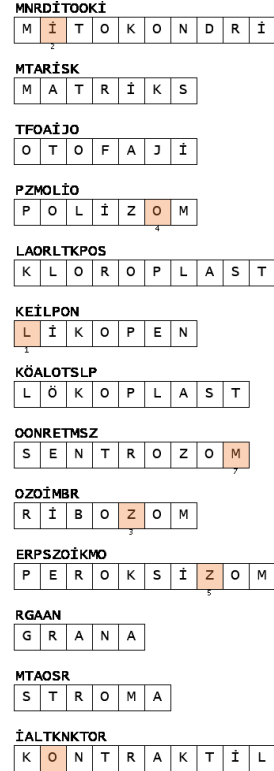 MNRDİTOOKİ
M İ T O K O N D R İ
2
MTARİSK
M A T R İ K S
TFOAİJO
O T O F A J İ
PZMOLİO
P O L İ Z O M
4
LAORLTKPOS
K L O R O P L A S T
KEİLPON
L İ K O P E N
1
KÖALOTSLP
L Ö K O P L A S T
OONRETMSZ
S E N T R O Z O M
7
OZOİMBR
R İ B O Z O M
3
ERPSZOİKMO
P E R O K S İ Z O M
5
RGAAN
G R A N A
MTAOSR
S T R O M A
İALTKNKTOR
K O N T R A K T İ L